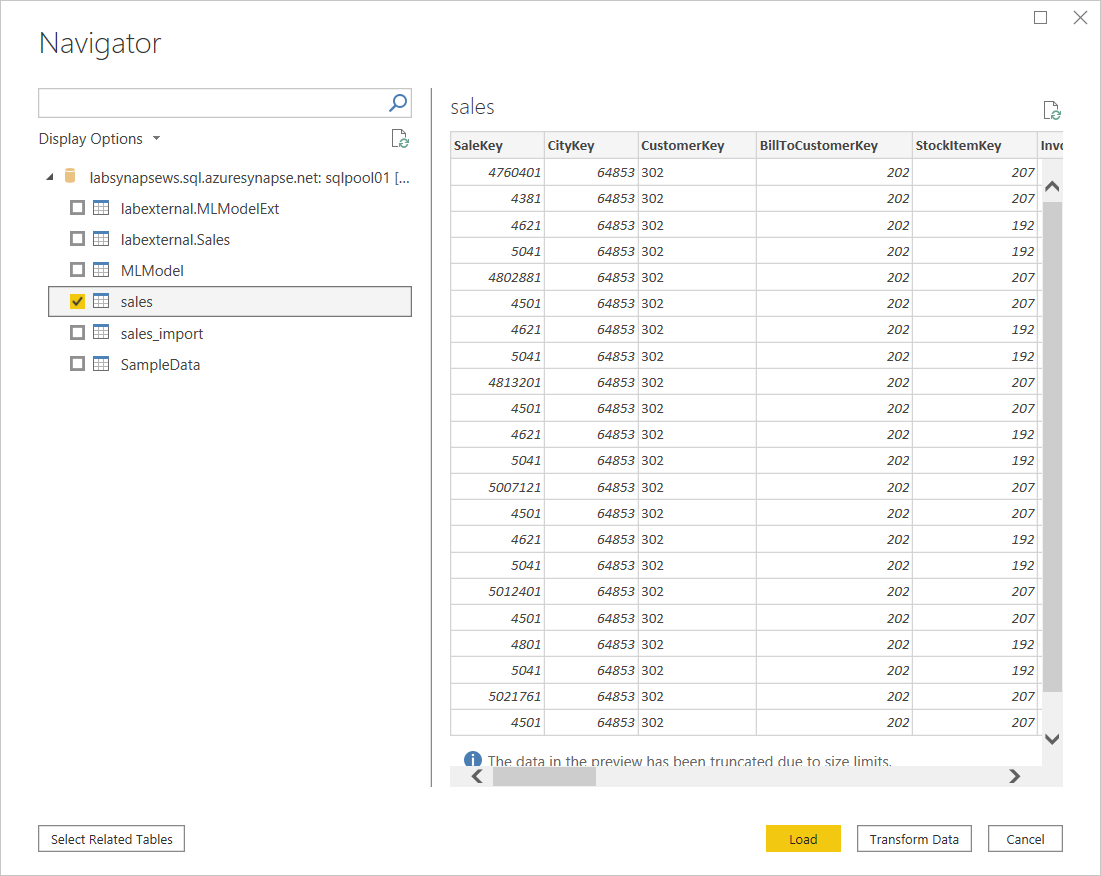 Navigator
Display Options
labsynapsews.sql.azuresynapse.net: sqlpool01 [...
labexternal.MLModelExt
labexternal.Sales
MLModel
sales
sales_import
SampleData
sales
SaleKey CityKey CustomerKey BillToCustomerKey StockItemKey Invo
4760401 64853 302 202 207
4381 64853 302 202 207
4621 64853 302 202 192
5041 64853 302 202 192
4802881 64853 302 202 207
4501 64853 302 202 207
4621 64853 302 202 192
5041 64853 302 202 192
4813201 64853 302 202 207
4501 64853 302 202 207
4621 64853 302 202 192
5041 64853 302 202 192
5007121 64853 302 202 207
4501 64853 302 202 207
4621 64853 302 202 192
5041 64853 302 202 192
5012401 64853 302 202 207
4501 64853 302 202 207
4801 64853 302 202 192
5041 64853 302 202 192
5021761 64853 302 202 207
4501 64853 302 202 207
The data in the preview has been truncated due to size limits.
Select Related Tables
Load
Transform Data
Cancel